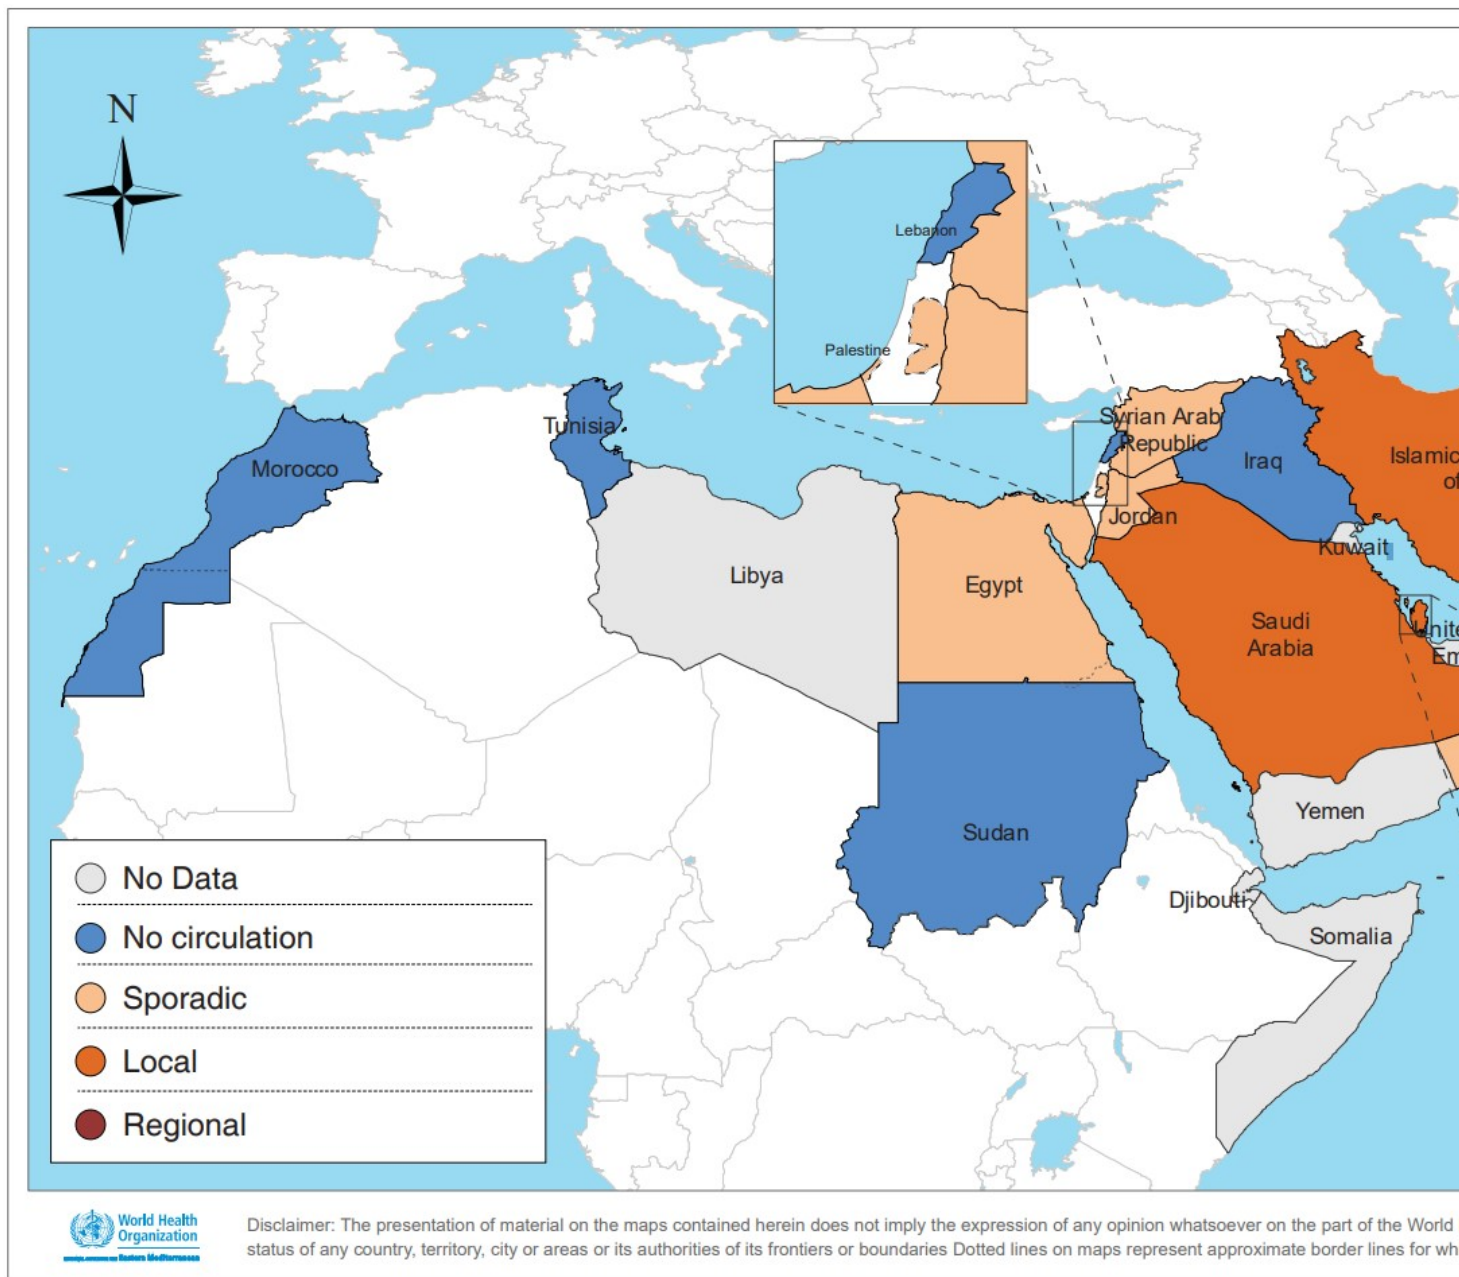 N
Lebanon
Palestine
Morocco
Tunisia
Libya
Egypt
Syrian Arab
Republic
Iraq
Jordan
Islamic
of
Kuwait
Saudi
Arabia
Unite
Em
Sudan
Yemen
Djibouti
Somalia
No Data
No circulation
Sporadic
Local
Regional
World Health
Organization
Eastern Mediterranean
Disclaimer: The presentation of material on the maps contained herein does not imply the expression of any opinion whatsoever on the part of the World
status of any country, territory, city or areas or its authorities of its frontiers or boundaries Dotted lines on maps represent approximate border lines for wh